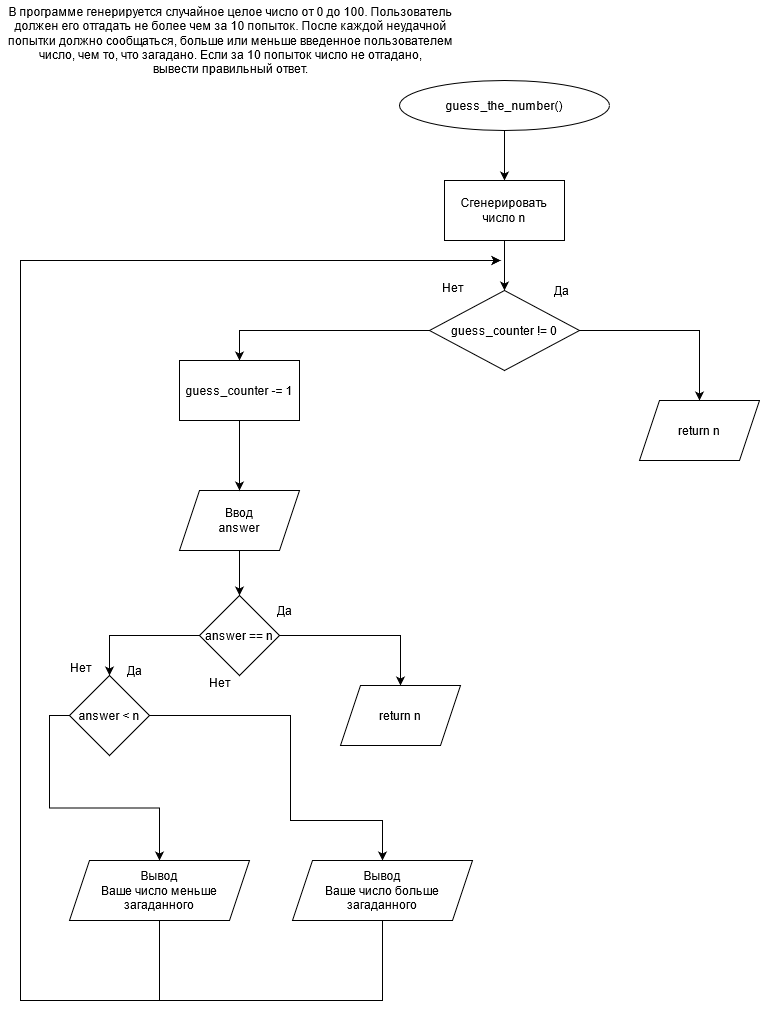 В программе генерируется случайное целое число от 0 до 100. Пользователь
должен его отгадать не более чем за 10 попыток. После каждой неудачной
попытки должно сообщаться, больше или меньше введенное пользователем
число, чем то, что загадано. Если за 10 попыток число не отгадано,
вывести правильный ответ.
guess_the_number()
Сгенерировать
число n
Нет
Да
guess_counter != 0
guess_counter -= 1
return n
Ввод
answer
Да
answer == n
Нет
Нет
Да
answer < n
return n
Вывод
Ваше число меньше
загаданного
Вывод
Ваше число больше
загаданного